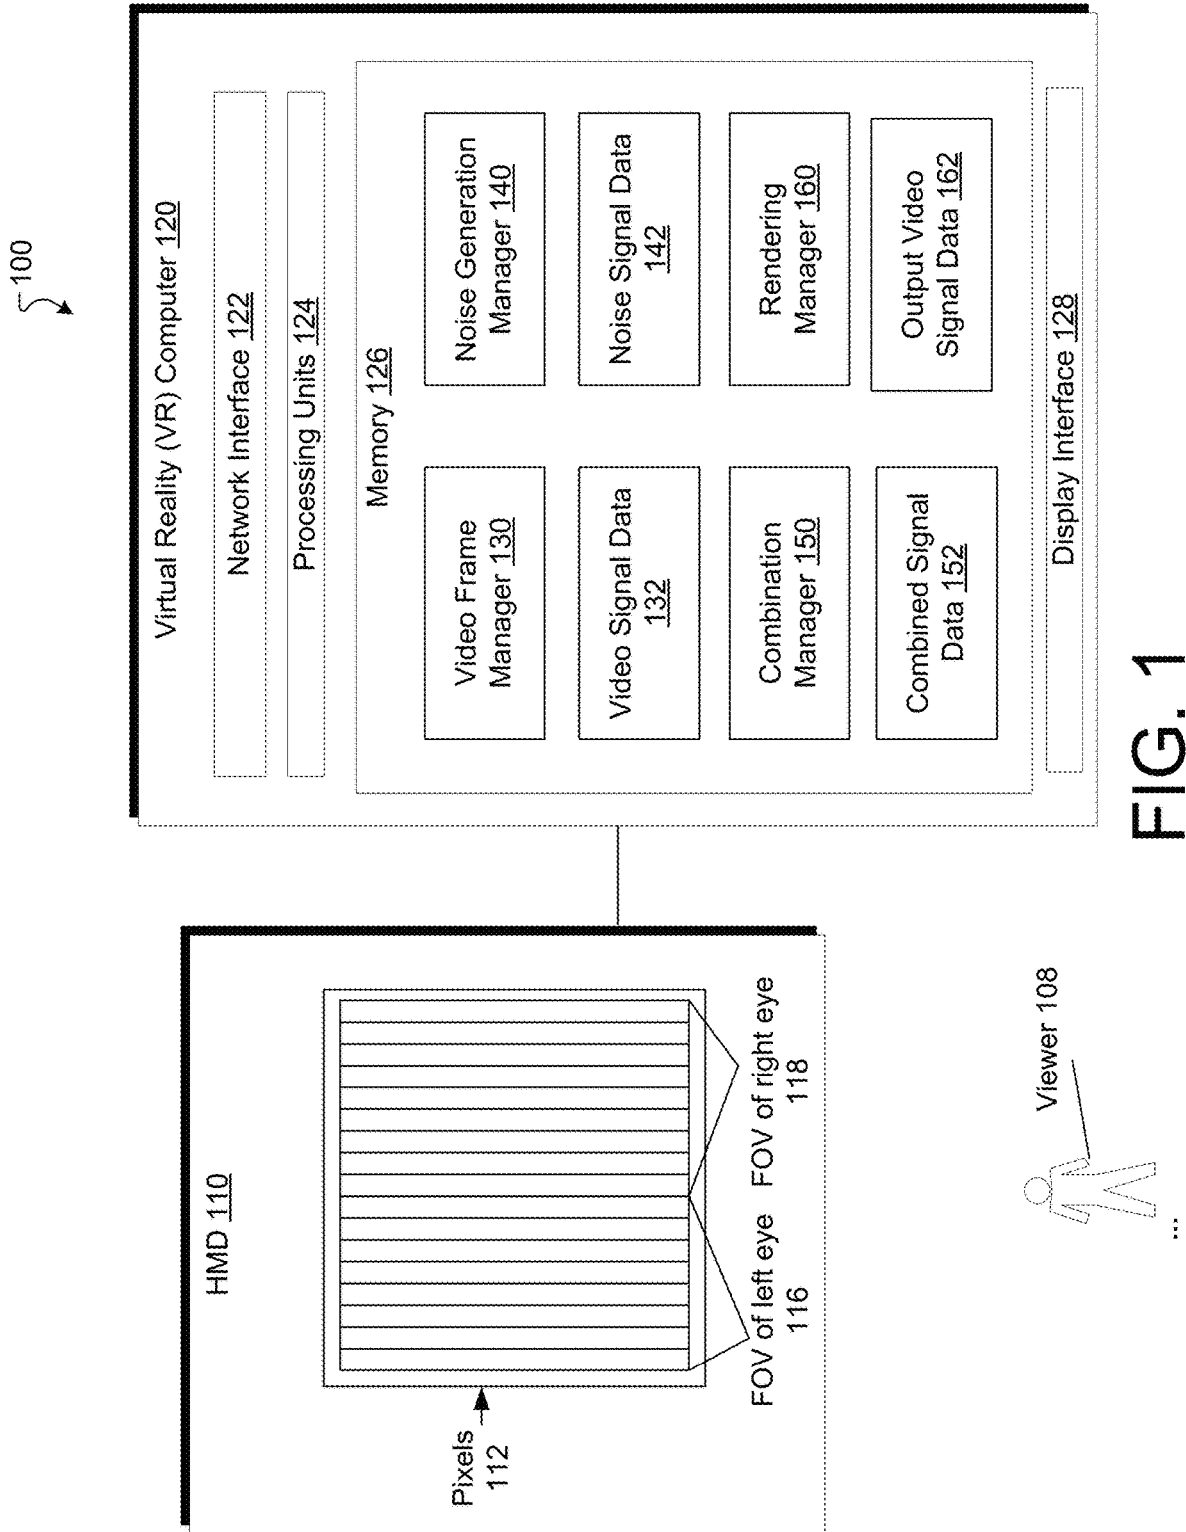 100
HMD 110
Pixels
112
FOV of left eye
116
FOV of right eye
118
Viewer 108
...
Virtual Reality (VR) Computer 120
Network Interface 122
Processing Units 124
Memory 126
Video Frame
Manager 130
Noise Generation
Manager 140
Video Signal Data
132
Noise Signal Data
142
Combination
Manager 150
Rendering
Manager 160
Combined Signal
Data 152
Output Video
Signal Data 162
Display Interface 128
FIG. 1